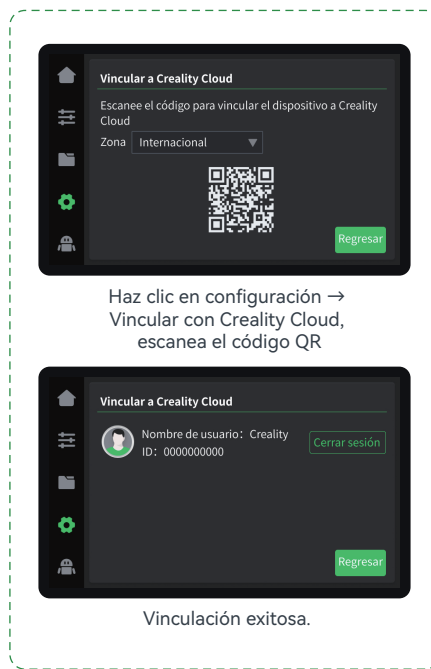 Vincular a Creality Cloud
Escanee el código para vincular el dispositivo a Creality
Cloud
Zona Internacional
Regresar
Haz clic en configuración →
Vincular con Creality Cloud,
escanea el código QR
Vincular a Creality Cloud
Nombre de usuario: Creality
Cerrar sesión
ID: 0000000000
Regresar
Vinculación exitosa.